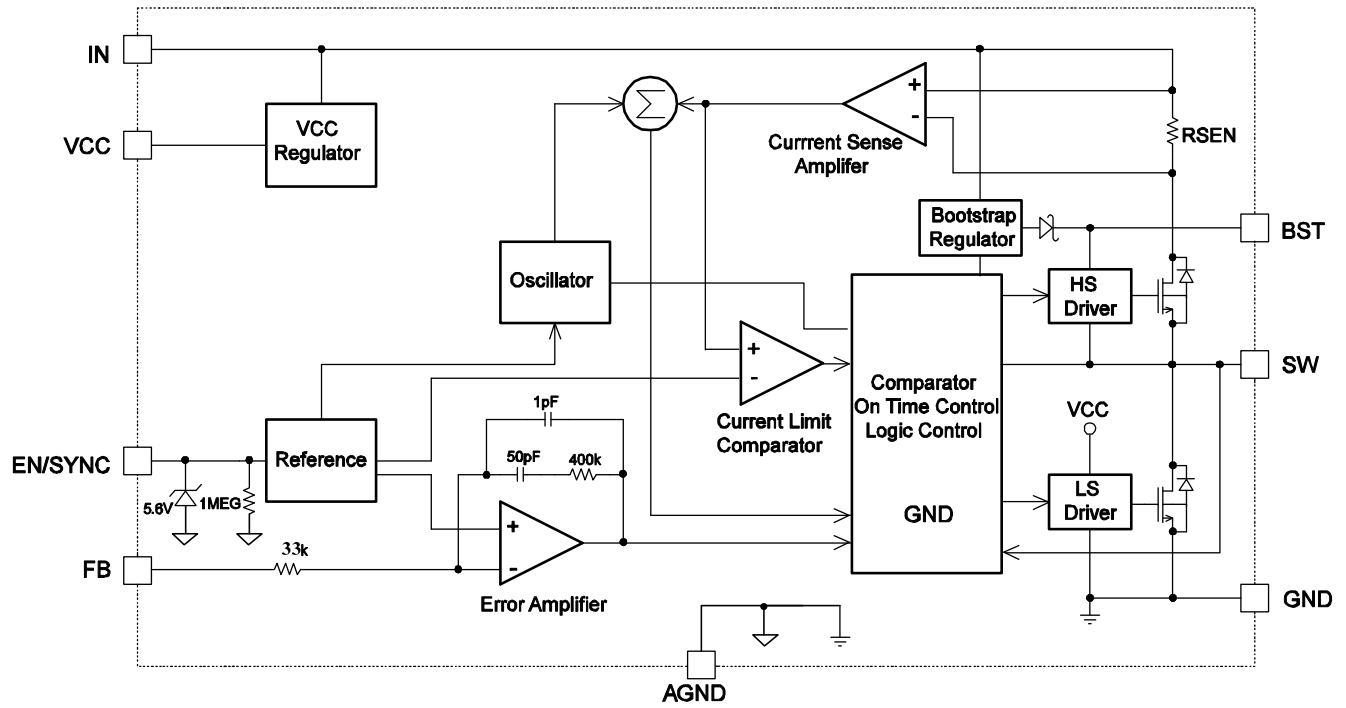 IN
VCC
VCC
Regulator
Σ
+
-
Currrent Sense
Amplifer
RSEN
Bootstrap
Regulator
BST
Oscillator
HS
Driver
+
-
Current Limit
Comparator
Comparator
On Time Control
Logic Control
GND
SW
VCC
LS
Driver
1pF
50pF
400k
EN/SYNC
Reference
5.6V
1MEG
+
-
FB
33k
Error Amplifier
GND
AGND